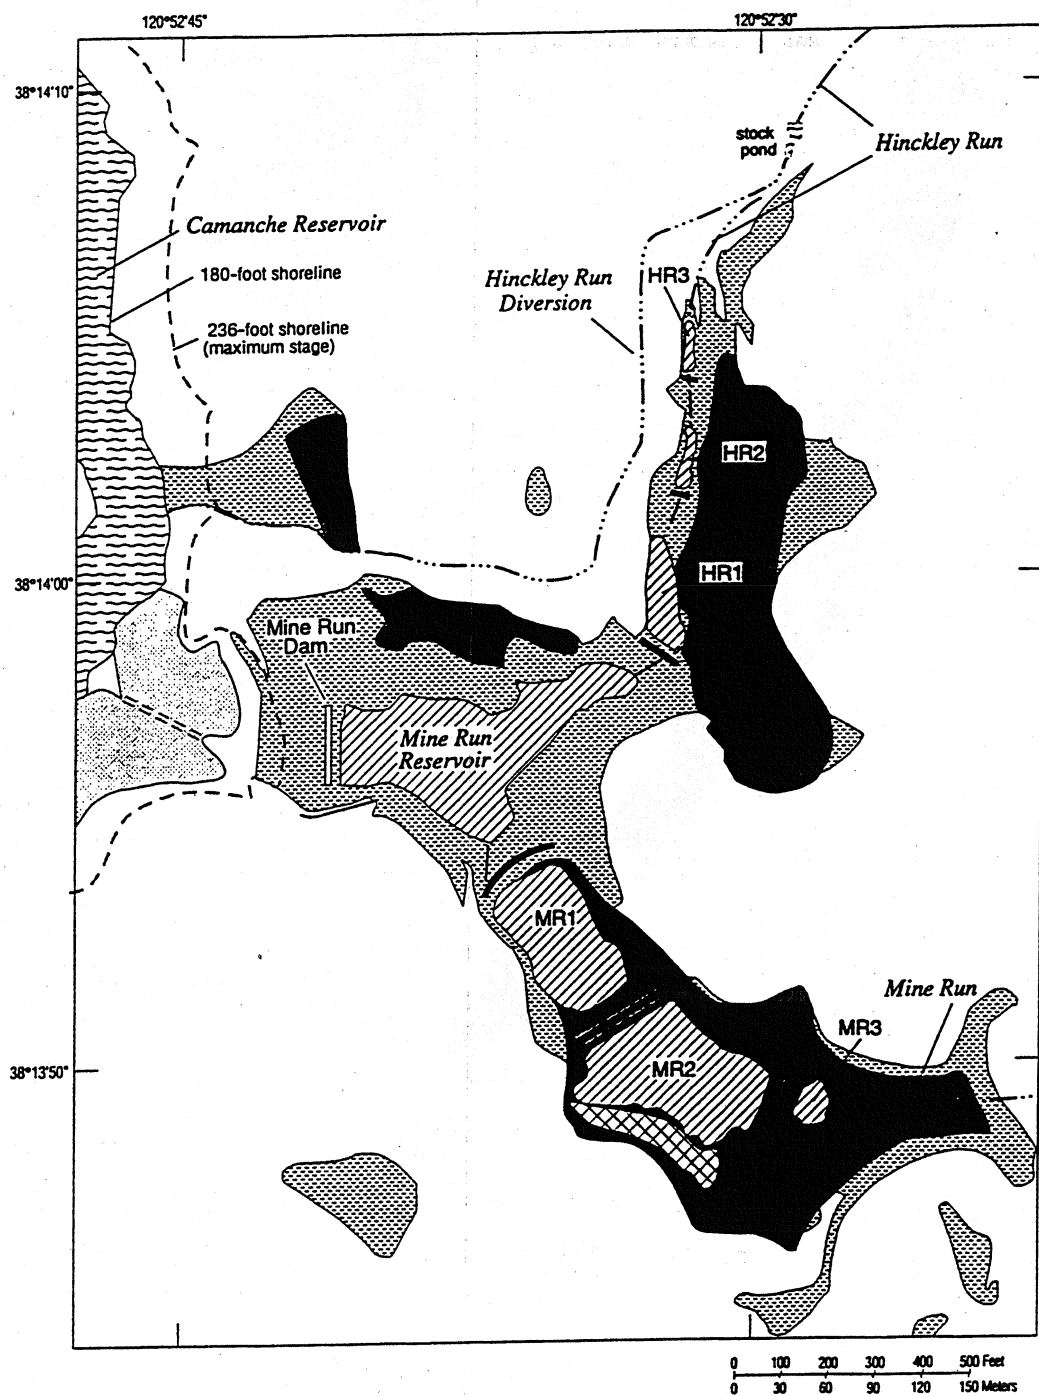 120°52'45"
120°52'30"
38°14'10"
stock
pond
Hinckley Run
Camanche Reservoir
180-foot shoreline
Hinckley Run
Diversion
HR3
236-foot shoreline
(maximum stage)
HR2
HR1
38°14'00"
Mine Run
Dam
Mine Run
Reservoir
MR1
Mine Run
MR3
MR2
38°13'50"
0 100 200 300 400 500 Feet
0 30 60 90 120 150 Meters